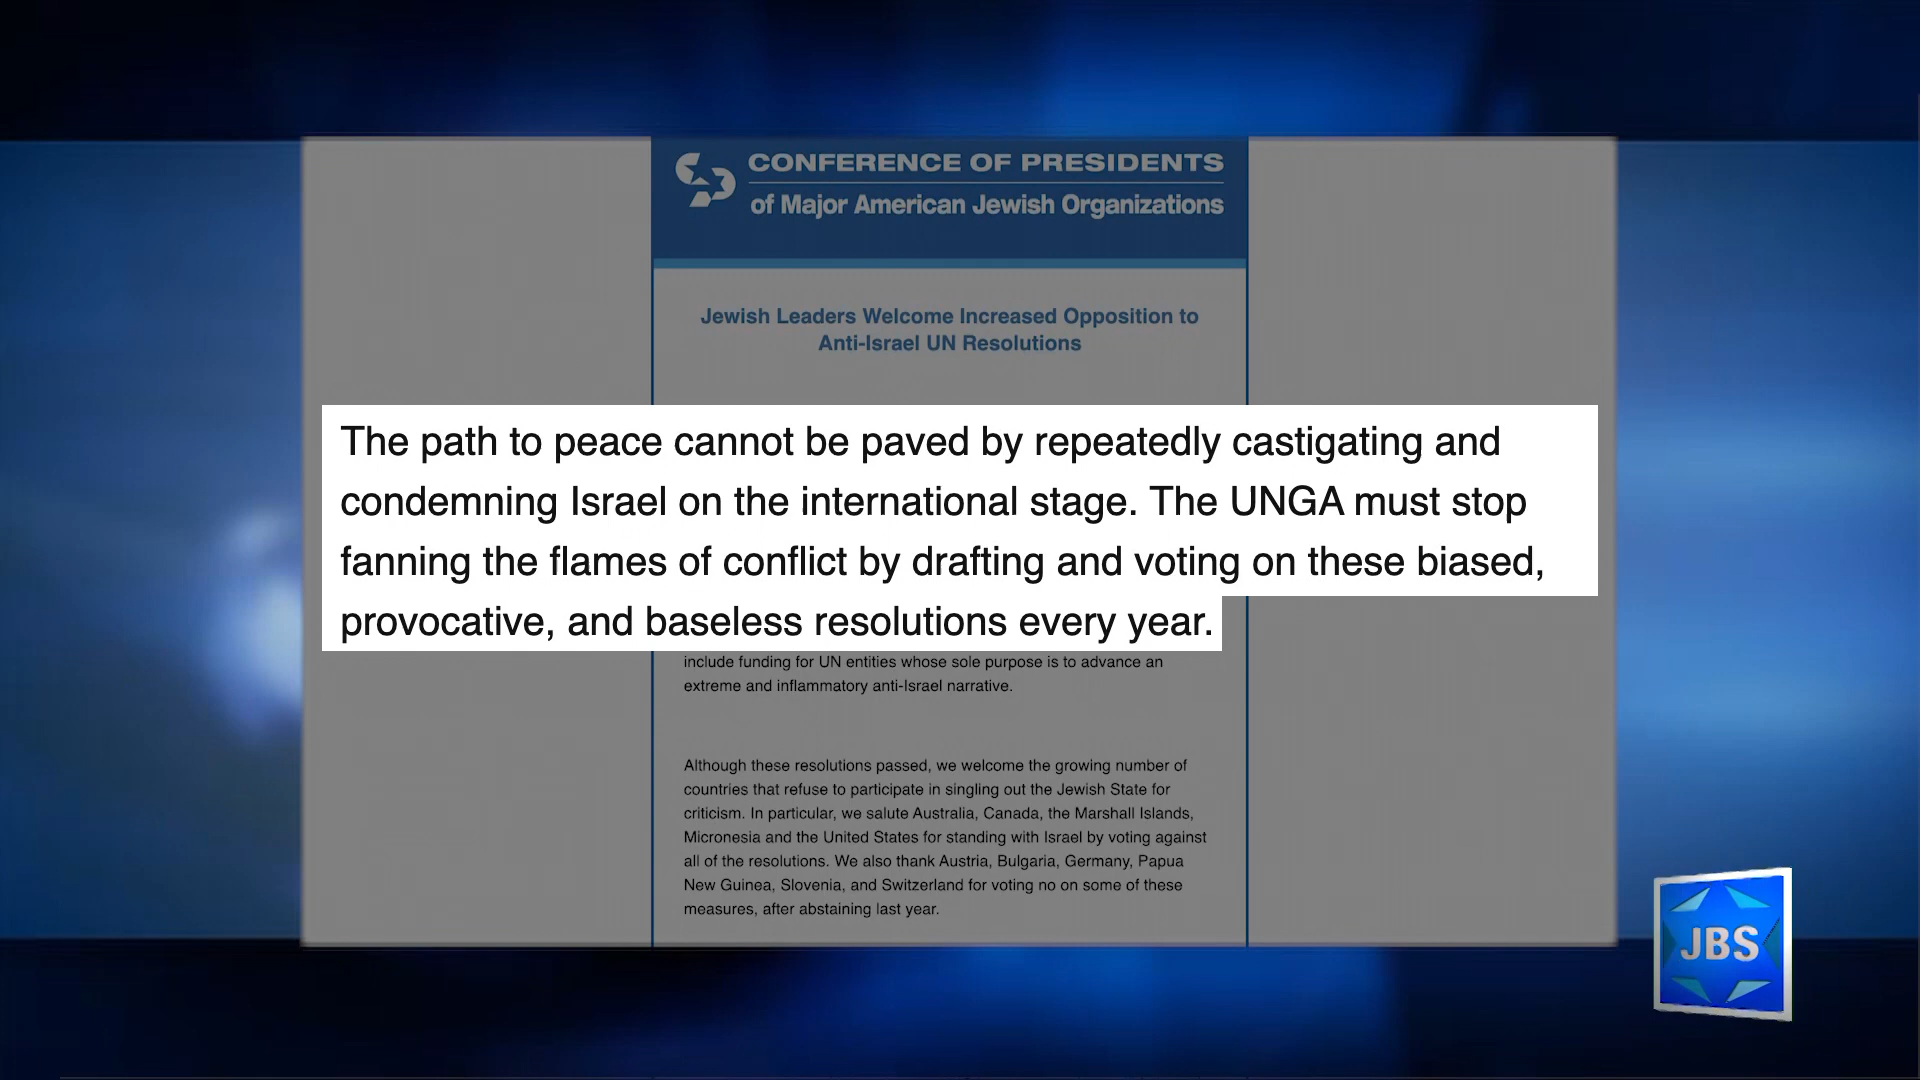 CONFERENCE OF PRESIDENTS
of Major American Jewish Organizations
Jewish Leaders Welcome Increased Opposition to
Anti-Israel UN Resolutions
The path to peace cannot be paved by repeatedly castigating and
condemning Israel on the international stage. The UNGA must stop
fanning the flames of conflict by drafting and voting on these biased,
provocative, and baseless resolutions every year.
include funding for UN entities whose sole purpose is to advance an
extreme and inflammatory anti-Israel narrative.
Although these resolutions passed, we welcome the growing number of
countries that refuse to participate in singling out the Jewish State for
criticism. In particular, we salute Australia, Canada, the Marshall Islands,
Micronesia and the United States for standing with Israel by voting against
all of the resolutions. We also thank Austria, Bulgaria, Germany, Papua
New Guinea, Slovenia, and Switzerland for voting no on some of these
measures, after abstaining last year.
JBS